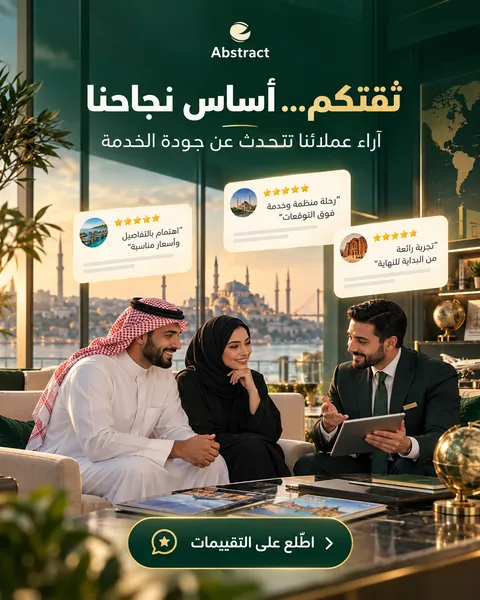 Abstract
ثقتكم... أساس نجاحنا
آراء عملائنا تتحدث عن جودة الخدمة
"رحلة منظمة وخدمة
فوق التوقعات"
"اهتمام بالتفاصيل
وأسعار مناسبة"
"تجربة رائعة
من البداية للنهاية"
اطّلع على التقييمات